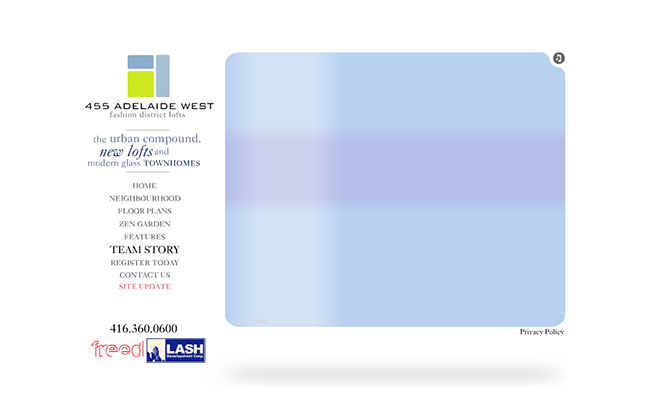 455 ADELAIDE WEST
fashion district lofts
the urban compound.
new lofts and
modern glass TOWNHOMES
HOME
NEIGHBOURHOOD
FLOOR PLANS
ZEN GARDEN
FEATURES
TEAM STORY
REGISTER TODAY
CONTACT US
SITE UPDATE
416.360.0600
freed
LASH
Development Corp.
Privacy Policy